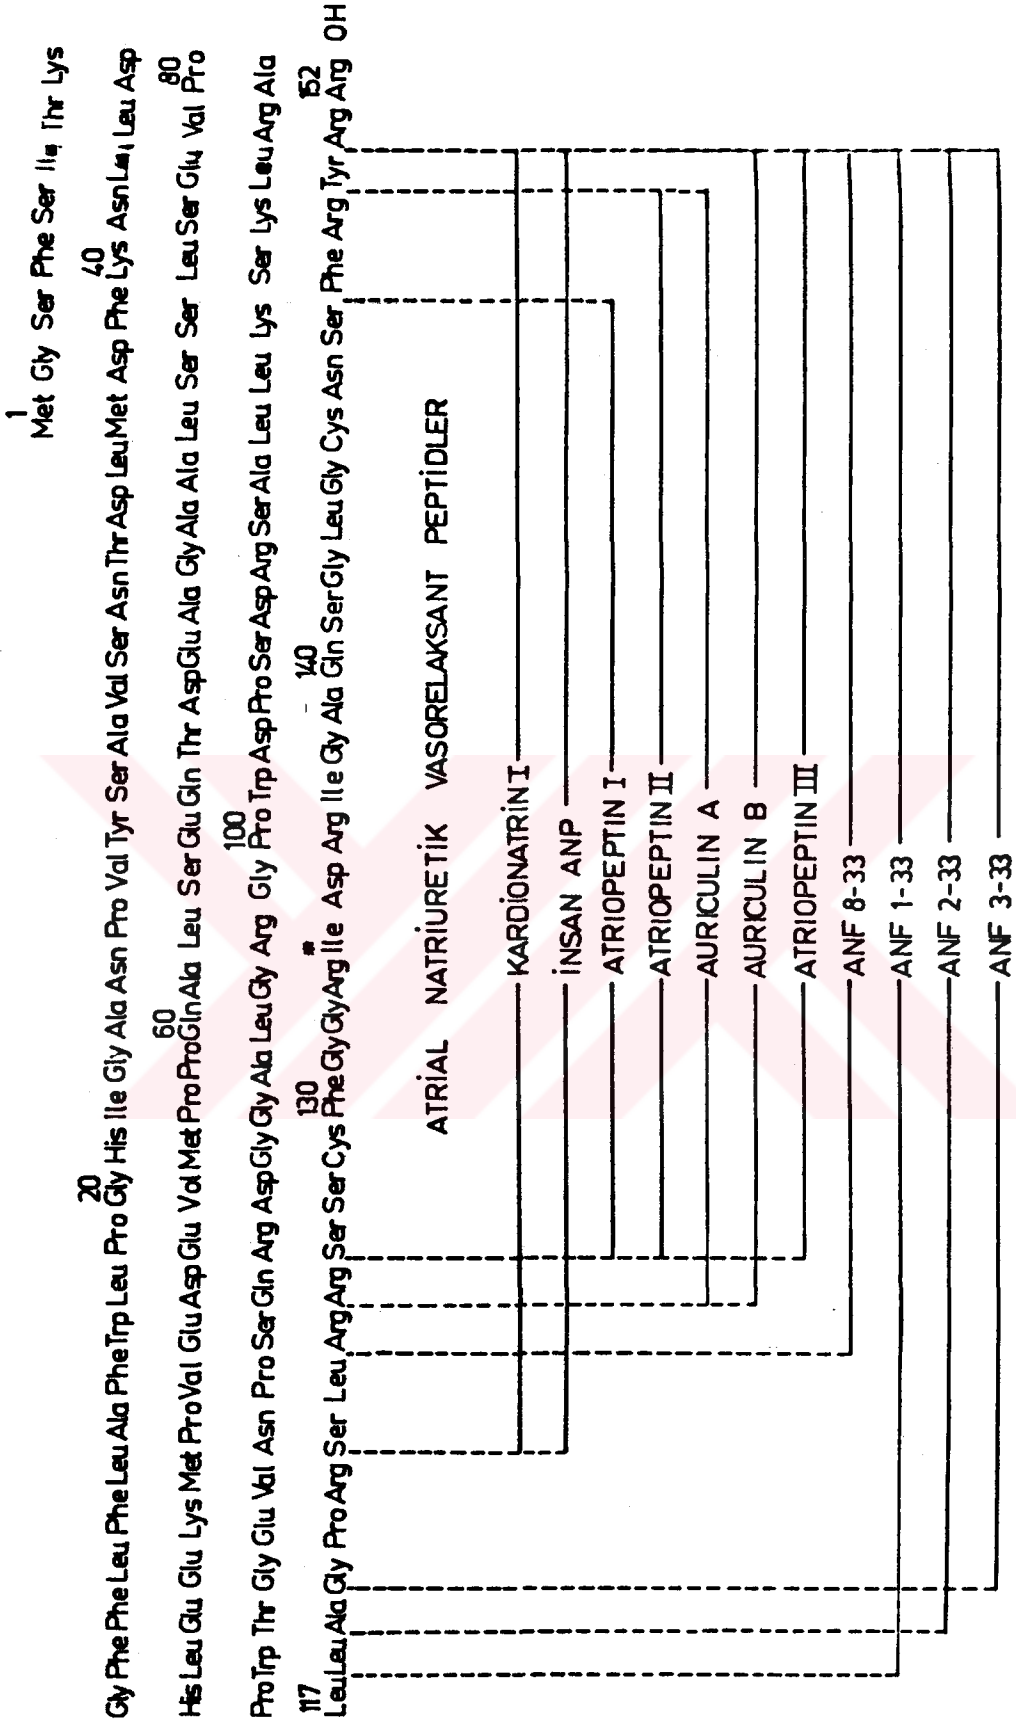 1
Met Gly Ser Phe Ser Ile Thr Lys
20 40
Gly Phe Phe Leu Phe Leu Ala Phe Trp Leu Pro Gly His Ile Gly Ala Asn Pro Val Tyr Ser Ala Val Ser Asn Thr Asp Leu Met Asp Phe Lys Asn Leu Leu Asp
60 80
His Leu Glu Glu Lys Met Pro Val Glu Asp Glu Val Met Pro Pro Gln Ala Leu Ser Glu Gln Thr Asp Glu Ala Gly Ala Ala Leu Ser Ser Leu Ser Glu Val Pro
100
Pro Trp Thr Gly Glu Val Asn Pro Ser Gln Arg Asp Gly Gly Ala Leu Gly Arg Gly Pro Trp Asp Pro Ser Asp Arg Ser Ala Leu Leu Lys Ser Lys Leu Arg Ala
117 130 * 140 152
Leu Leu Ala Gly Pro Arg Ser Leu Arg Arg Ser Ser Cys Phe Gly Gly Arg Ile Asp Arg Ile Gly Ala Gln Ser Gly Leu Gly Cys Asn Ser Phe Arg Tyr Arg Arg OH
ATRİAL NATRİURETİK VASORELAKSANT PEPTİDLER
KARDİONATRİN I
İNSAN ANP
ATRIOPEPTIN I
ATRIOPEPTIN II
AURICULIN A
AURICULIN B
ATRIOPEPTIN III
ANF 8-33
ANF 1-33
ANF 2-33
ANF 3-33